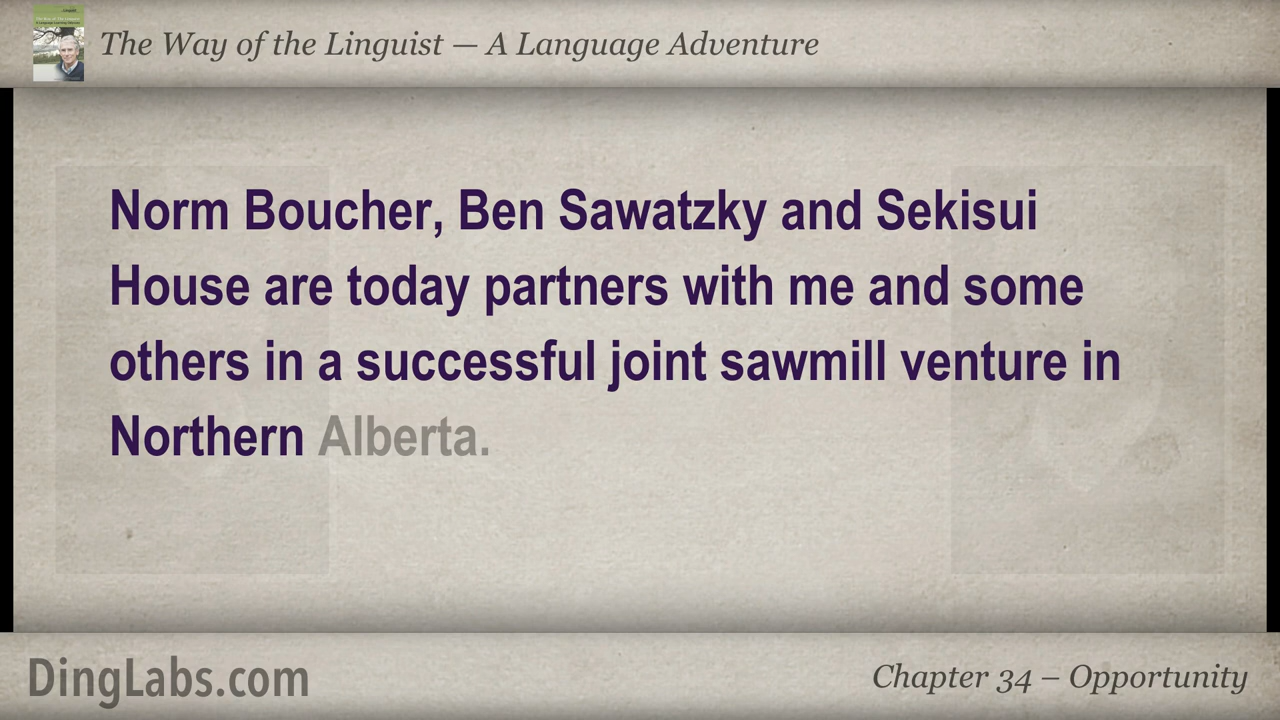 The Way of the Linguist — A Language Adventure
Norm Boucher, Ben Sawatzky and Sekisui
House are today partners with me and some
others in a successful joint sawmill venture in
Northern Alberta.
DingLabs.com
Chapter 34 – Opportunity